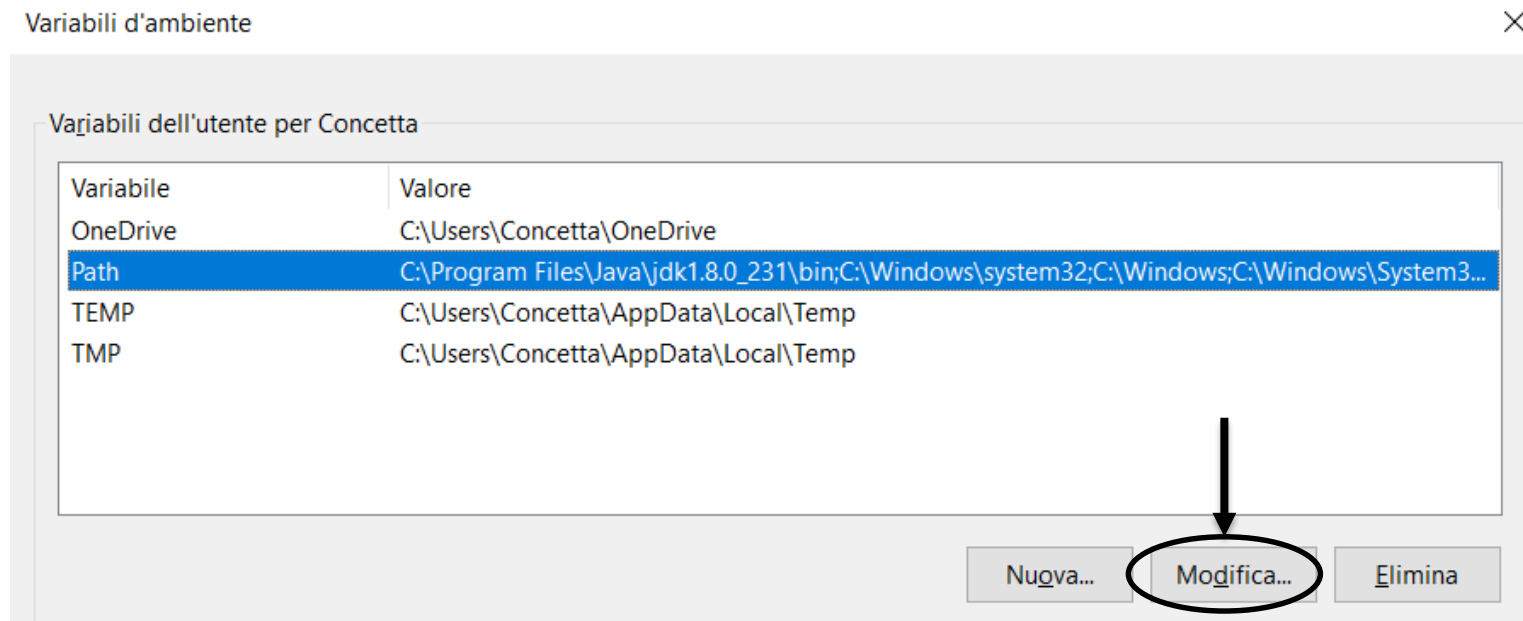 Variabili d'ambiente
Variabili dell'utente per Concetta
Variabile Valore
OneDrive C:\Users\Concetta\OneDrive
Path C:\Program Files\Java\jdk1.8.0_231\bin;C:\Windows\system32;C:\Windows;C:\Windows\System3...
TEMP C:\Users\Concetta\AppData\Local\Temp
TMP C:\Users\Concetta\AppData\Local\Temp
Nuova... Modifica... Elimina